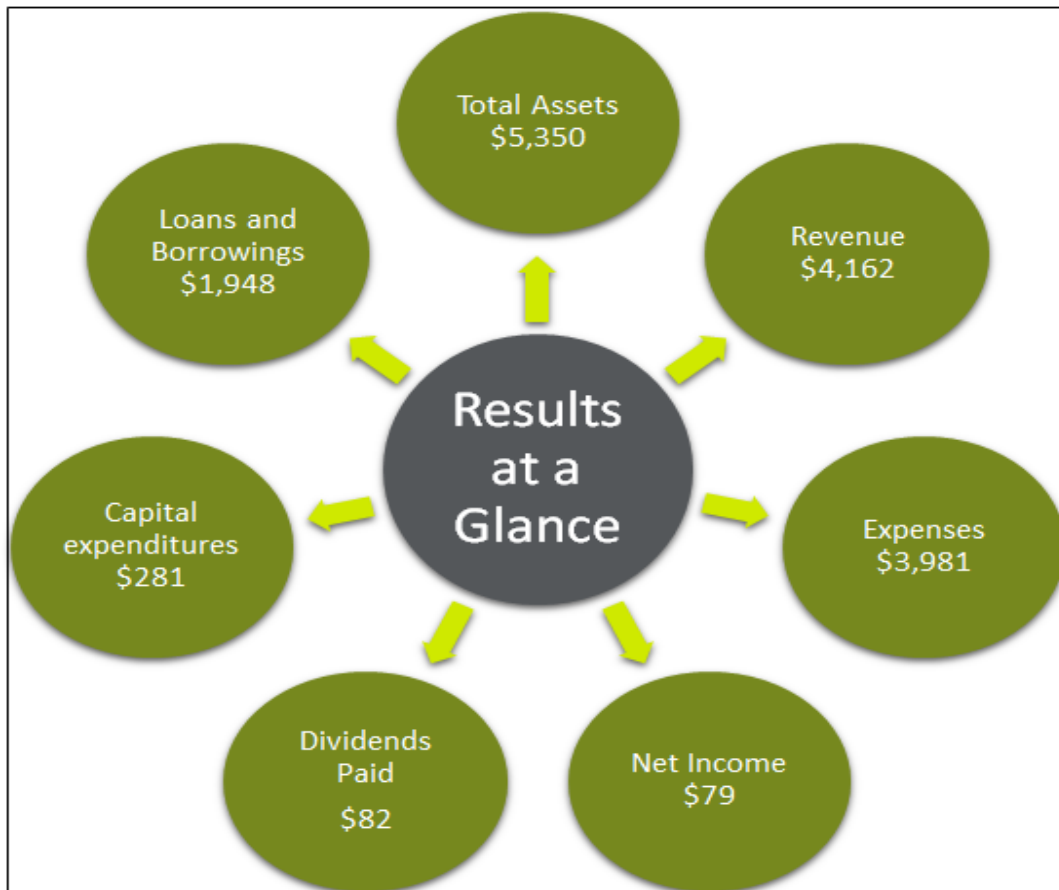 Total Assets
$5,350
Loans and
Borrowings
$1,948
Revenue
$4,162
Results
at a
Glance
Capital
expenditures
$281
Expenses
$3,981
Dividends
Paid
$82
Net Income
$79